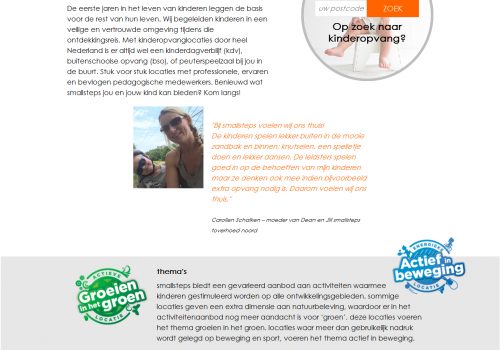 De eerste jaren in het leven van kinderen leggen de basis
voor de rest van hun leven. Wij begeleiden kinderen in een
veilige en vertrouwde omgeving tijdens die
ontdekkingsreis. Met kinderopvanglocaties door heel
Nederland is er altijd wel een kinderdagverblijf (kdv),
buitenschoolse opvang (bso), of peuterspeelzaal bij jou in
de buurt. Stuk voor stuk locaties met professionele, ervaren
en bevlogen pedagogische medewerkers. Benieuwd wat
smallsteps jou en jouw kind kan bieden? Kom langs!
uw postcode
ZOEK
Op zoek naar
kinderopvang?
"Bij smallsteps voelen wij ons thuis!
De kinderen spelen lekker buiten in de mooie
zandbak en binnen: knutselen, een spelletje
doen en lekker dansen. De leidsters spelen
goed in op de behoeften van mijn kinderen
maar ze denken ook mee indien bijvoorbeeld
extra opvang nodig is. Daarom voelen wij ons
thuis."
Carolien Scholten – moeder van Dean en Jill smallsteps
toverhoed noord
ACTIEVE
Groeien
in het
groen
LOCATIE
ENERGIEKE
Actief in
beweging
LOCATIE
thema's
smallsteps biedt een gevarieerd aanbod aan activiteiten waarmee
kinderen gestimuleerd worden op alle ontwikkelingsgebieden. sommige
locaties geven een extra dimensie aan natuurbeleving, waardoor er in het
activiteitenaanbod nog meer aandacht is voor 'groen'. deze locaties voeren
het thema groeien in het groen. locaties waar meer dan gebruikelijk nadruk
wordt gelegd op beweging en sport, voeren het thema actief in beweging.